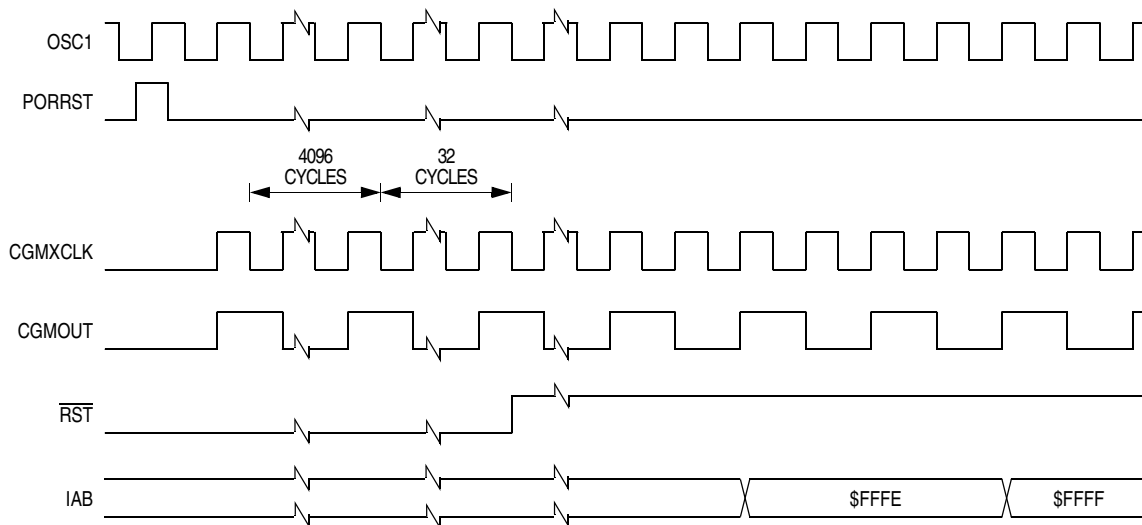 OSC1
PORRST
4096
CYCLES
32
CYCLES
CGMXCLK
CGMOUT
RST
IAB
$FFFE
$FFFF